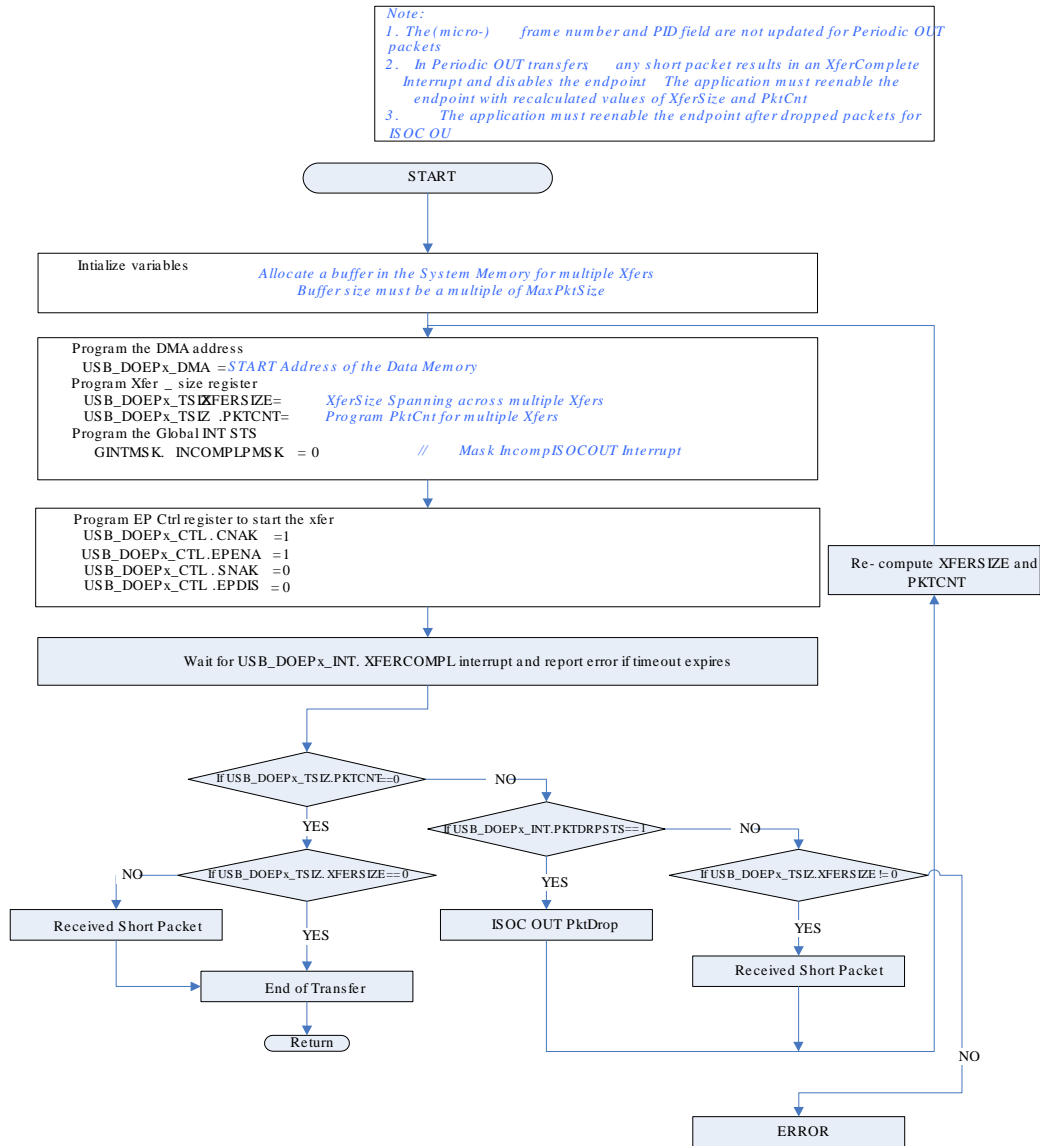 Note:
1. The (micro-) frame number and PID field are not updated for Periodic OUT
packets
2. In Periodic OUT transfers, any short packet results in an XferComplete
Interrupt and disables the endpoint. The application must reenable the
endpoint with recalculated values of XferSize and PktCnt
3. The application must reenable the endpoint after dropped packets for
ISOC OU
START
Intialize variables
Allocate a buffer in the System Memory for multiple Xfers
Buffer size must be a multiple of MaxPktSize
Program the DMA address
USB_DOEPx_DMA = START Address of the Data Memory
Program Xfer _ size register
USB_DOEPx_TSIZ.XFERSIZE= XferSize Spanning across multiple Xfers
USB_DOEPx_TSIZ .PKTCNT= Program PktCnt for multiple Xfers
Program the Global INT STS
GINTMSK. INCOMPLPMSK = 0 // Mask IncompISOCOUT Interrupt
Program EP Ctrl register to start the xfer
USB_DOEPx_CTL . CNAK =1
USB_DOEPx_CTL .EPENA =1
USB_DOEPx_CTL . SNAK =0
USB_DOEPx_CTL .EPDIS =0
Re- compute XFERSIZE and
PKTCNT
Wait for USB_DOEPx_INT. XFERCOMPL interrupt and report error if timeout expires
If USB_DOEPx_TSIZ.PKTCNT==0
NO
YES
If USB_DOEPx_INT.PKTDRPSTS==1
NO
If USB_DOEPx_TSIZ.XFERSIZE==0
NO
YES
If USB_DOEPx_TSIZ.XFERSIZE != 0
Received Short Packet
YES
ISOC OUT PktDrop
YES
Received Short Packet
End of Transfer
Return
NO
ERROR